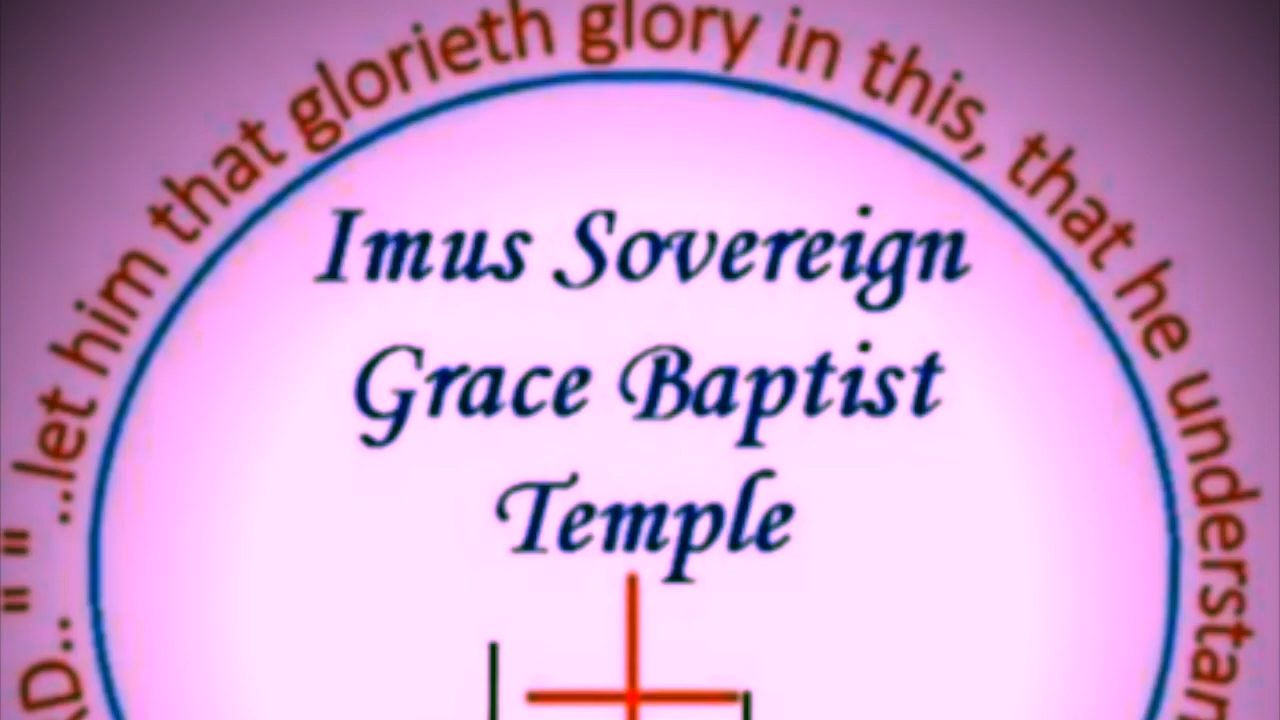 "..let him that glorieth glory in this, that he understan
Imus Sovereign
Grace Baptist
Temple
D.. "